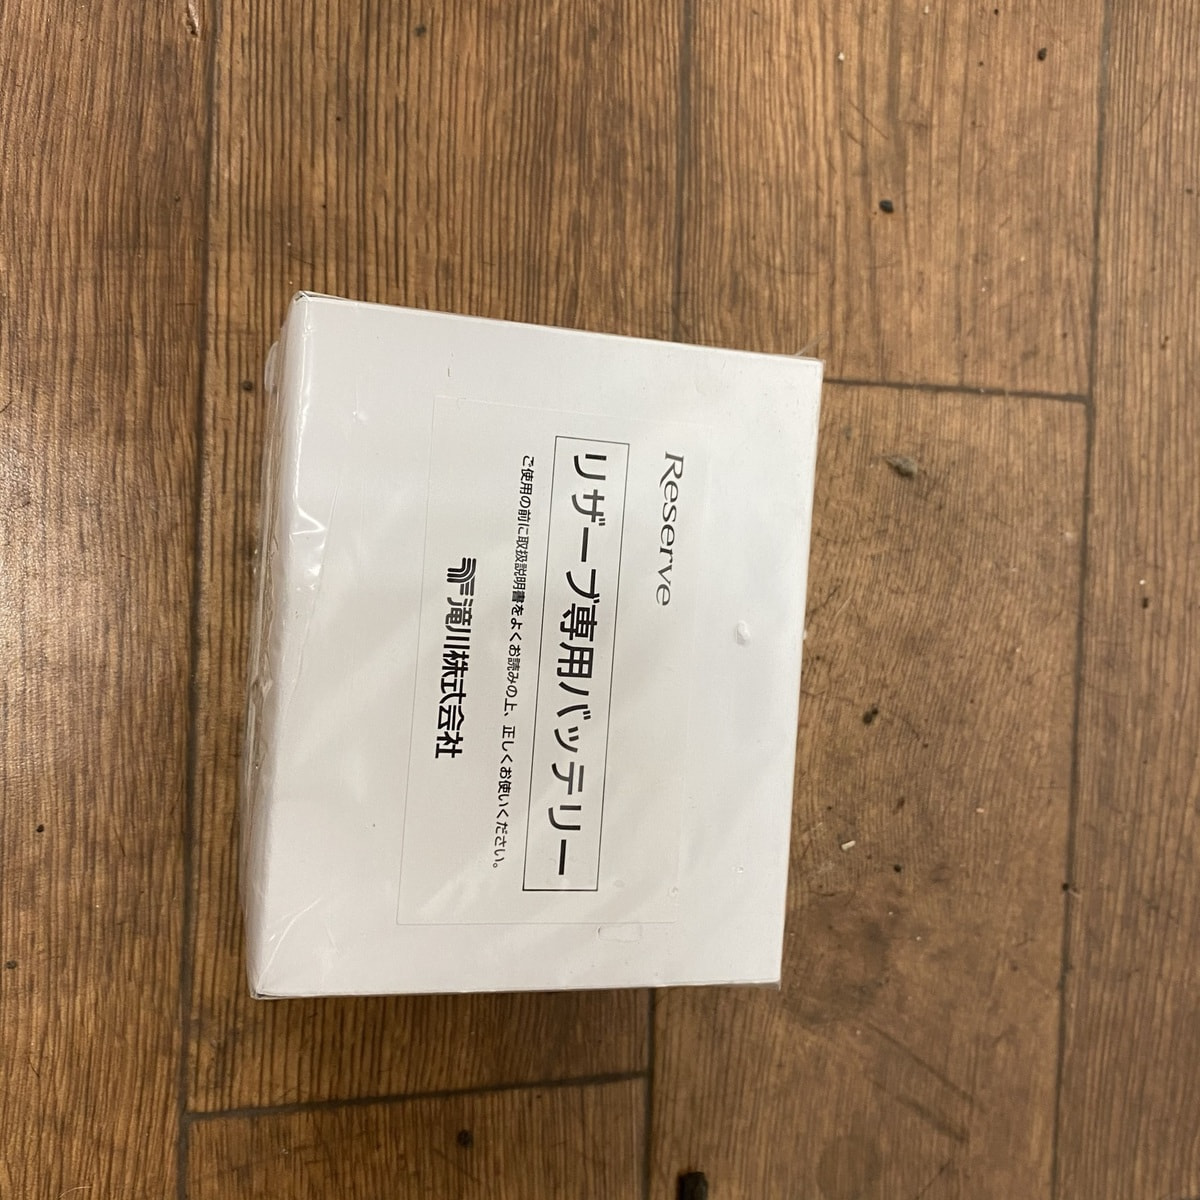 Reserve
リザーブ専用バッテリー
ご使用の前に取扱説明書をよくお読みの上、正しくお使いください。
滝川株式会社